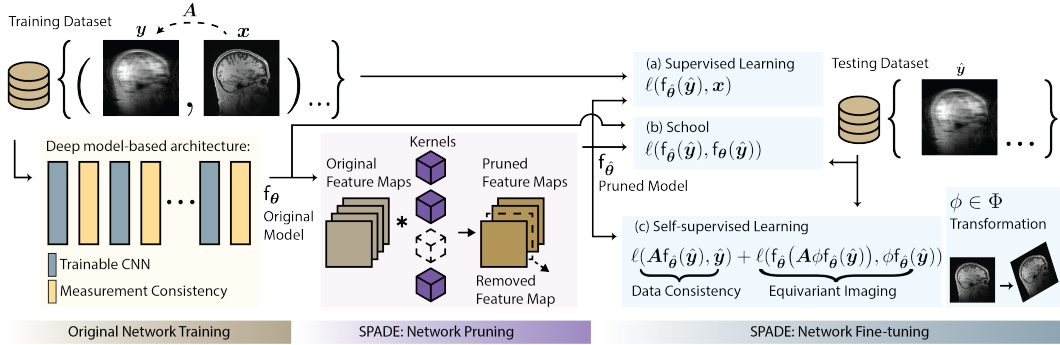 Training Dataset
A
y
x
{ ( , ) ... }
Deep model-based architecture:
...
Trainable CNN
Measurement Consistency
f_θ
Original
Model
Original
Feature Maps
Kernels
*
Pruned
Feature Maps
Removed
Feature Map
f_θ̂
Pruned Model
(a) Supervised Learning
ℓ(f_θ̂(ŷ), x)
(b) School
ℓ(f_θ̂(ŷ), f_θ(ŷ))
(c) Self-supervised Learning
ℓ(Af_θ̂(ŷ), ŷ) + ℓ(f_θ̂(Aϕf_θ̂(ŷ)), ϕf_θ̂(ŷ))
Data Consistency
Equivariant Imaging
Testing Dataset
ŷ
{ ... }
ϕ ∈ Φ
Transformation
Original Network Training
SPADE: Network Pruning
SPADE: Network Fine-tuning